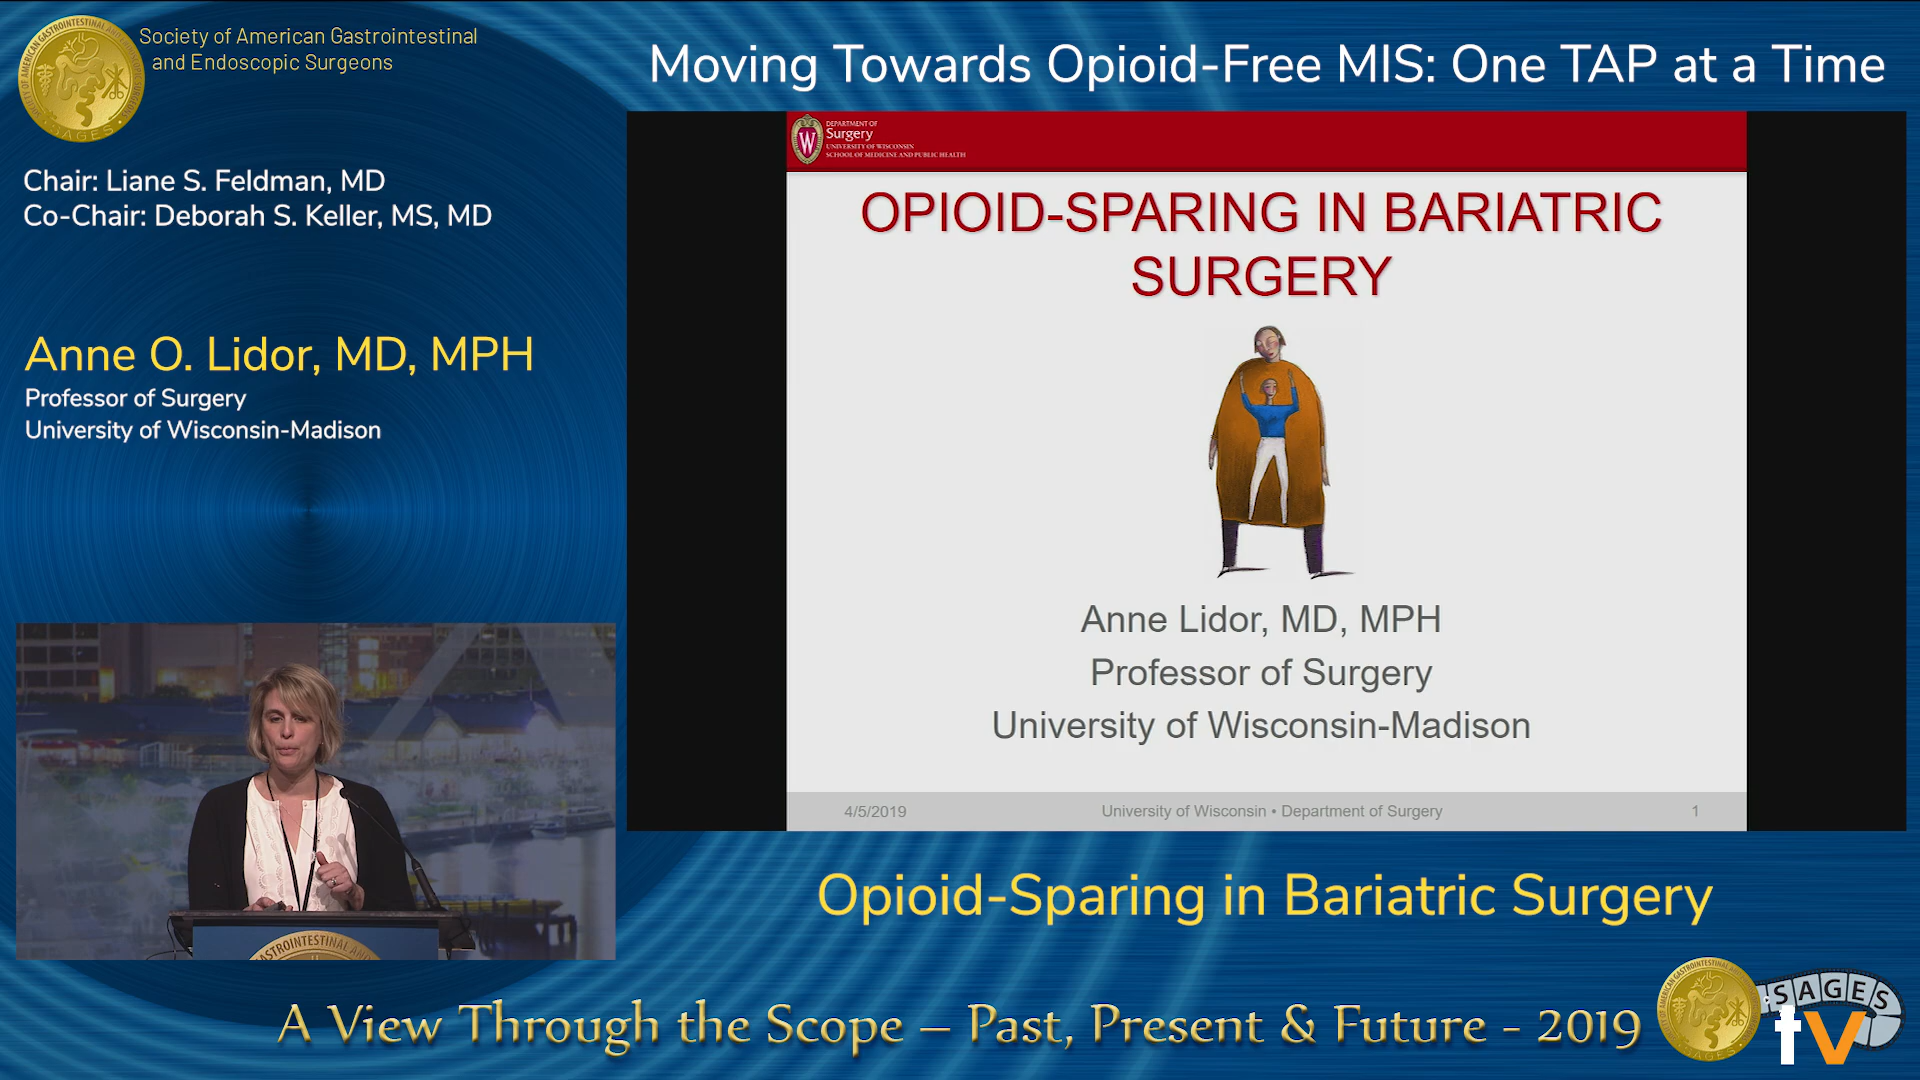 Society of American Gastrointestinal
and Endoscopic Surgeons
SAGES
Moving Towards Opioid-Free MIS: One TAP at a Time
Chair: Liane S. Feldman, MD
Co-Chair: Deborah S. Keller, MS, MD
Anne O. Lidor, MD, MPH
Professor of Surgery
University of Wisconsin-Madison
W
DEPARTMENT OF
Surgery
UNIVERSITY OF WISCONSIN
SCHOOL OF MEDICINE AND PUBLIC HEALTH
OPIOID-SPARING IN BARIATRIC
SURGERY
Anne Lidor, MD, MPH
Professor of Surgery
University of Wisconsin-Madison
4/5/2019
University of Wisconsin • Department of Surgery
1
Opioid-Sparing in Bariatric Surgery
A View Through the Scope – Past, Present & Future - 2019
SAGES
tv